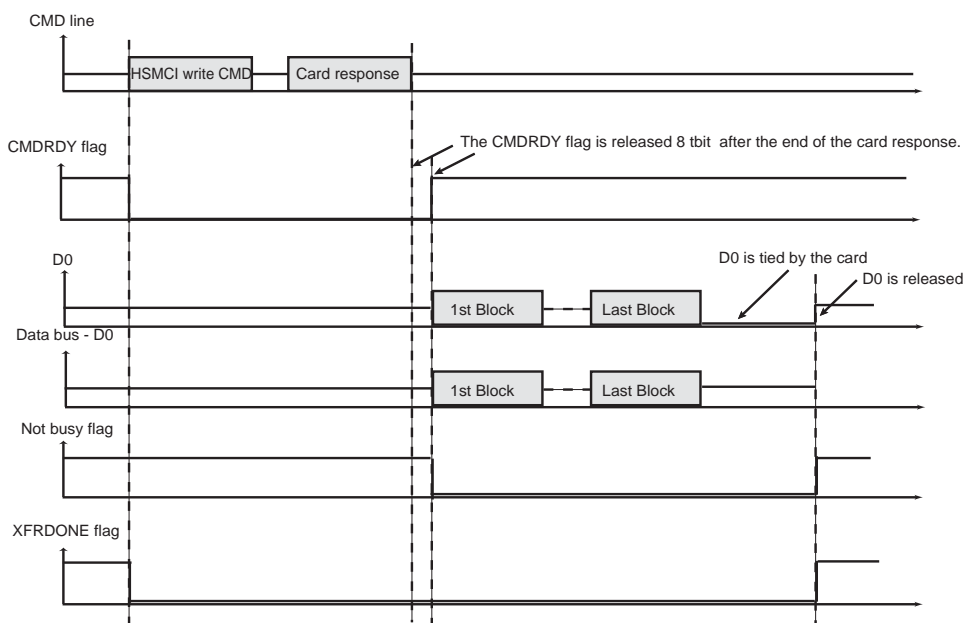 CMD line
HSMCI write CMD
Card response
The CMDRDY flag is released 8 tbit after the end of the card response.
CMDRDY flag
D0 is tied by the card
D0
D0 is released
1st Block
Last Block
Data bus - D0
1st Block
Last Block
Not busy flag
XFRDONE flag